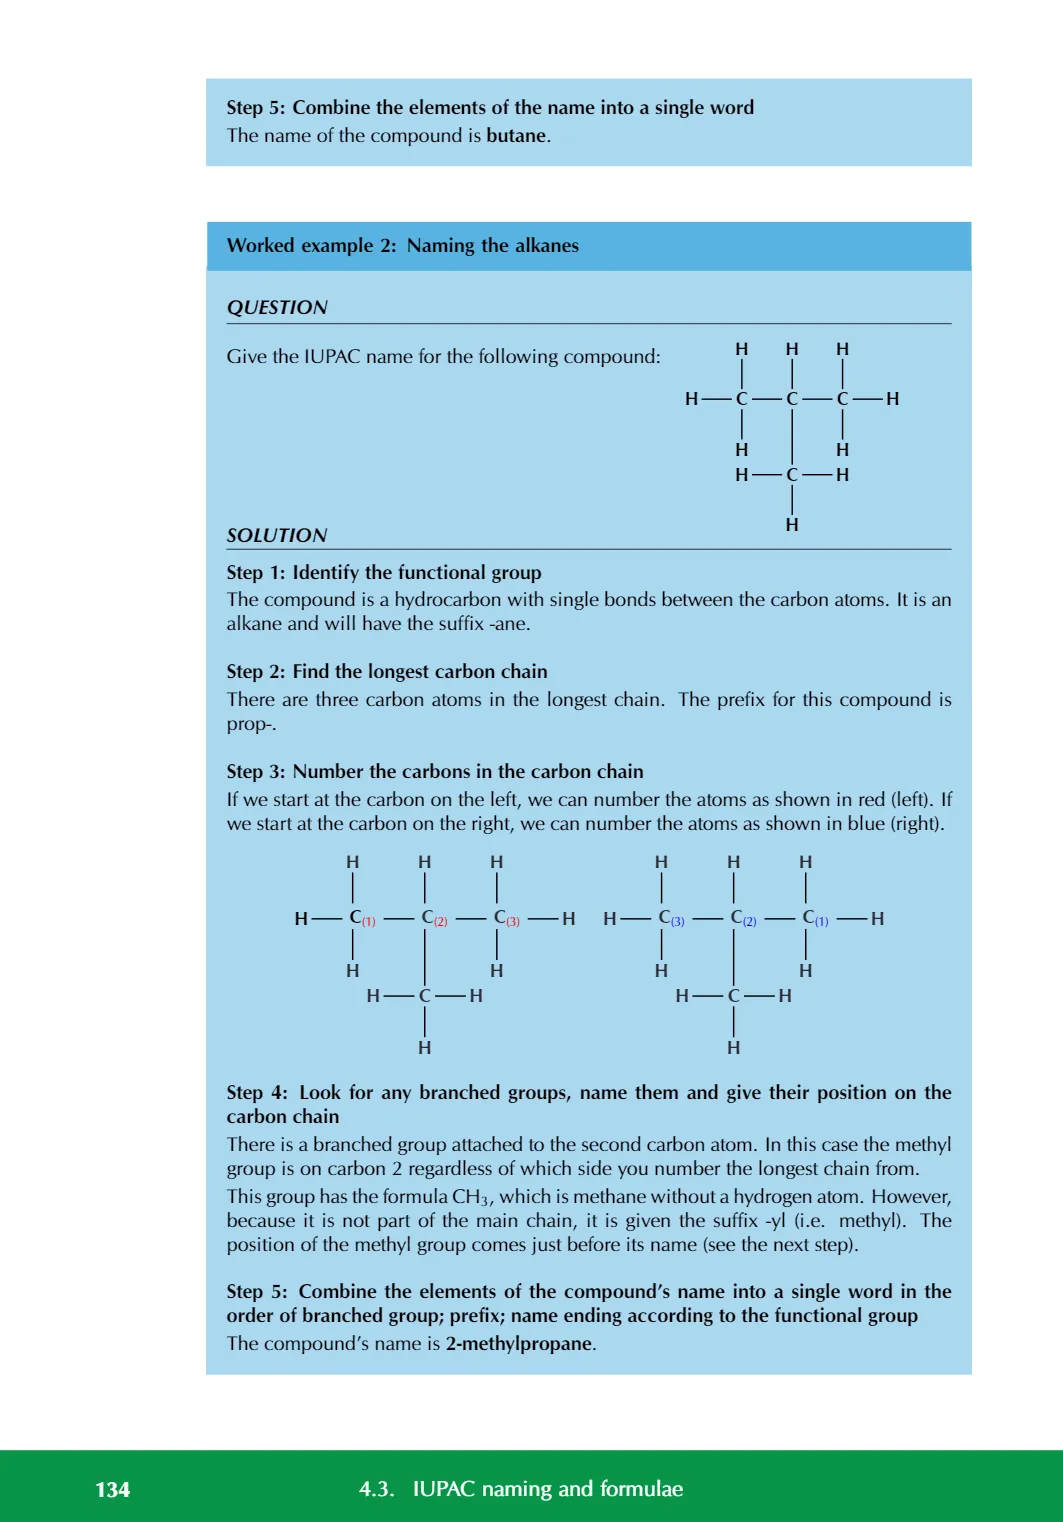 Step 5: Combine the elements of the name into a single word
The name of the compound is butane.
Worked example 2: Naming the alkanes
QUESTION
Give the IUPAC name for the following compound:
H H H
H C C C H
H H
H C H
H
SOLUTION
Step 1: Identify the functional group
The compound is a hydrocarbon with single bonds between the carbon atoms. It is an
alkane and will have the suffix -ane.
Step 2: Find the longest carbon chain
There are three carbon atoms in the longest chain. The prefix for this compound is
prop-.
Step 3: Number the carbons in the carbon chain
If we start at the carbon on the left, we can number the atoms as shown in red (left). If
we start at the carbon on the right, we can number the atoms as shown in blue (right).
H H H H H H
H C(1) C(2) C(3) H H C(3) C(2) C(1) H
H H H H
H C H H C H
H H
Step 4: Look for any branched groups, name them and give their position on the
carbon chain
There is a branched group attached to the second carbon atom. In this case the methyl
group is on carbon 2 regardless of which side you number the longest chain from.
This group has the formula CH3, which is methane without a hydrogen atom. However,
because it is not part of the main chain, it is given the suffix -yl (i.e. methyl). The
position of the methyl group comes just before its name (see the next step).
Step 5: Combine the elements of the compound's name into a single word in the
order of branched group; prefix; name ending according to the functional group
The compound's name is 2-methylpropane.
134 4.3. IUPAC naming and formulae